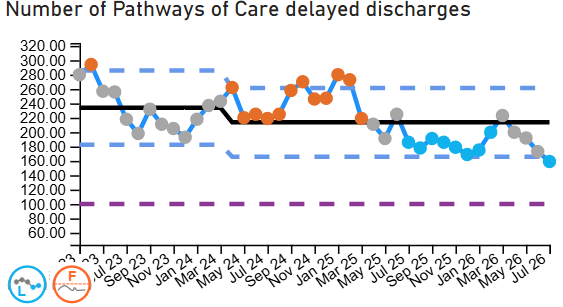 Number of Pathways of Care delayed discharges
320.00
300.00
280.00
260.00
240.00
220.00
200.00
180.00
160.00
140.00
120.00
100.00
80.00
60.00
23
Jul 23
Sep 23
Nov 23
Jan 24
Mar 24
May 24
Jul 24
Sep 24
Nov 24
Jan 25
Mar 25
May 25
Jul 25
Sep 25
Nov 25
Jan 26
Mar 26
May 26
Jul 26
L
F